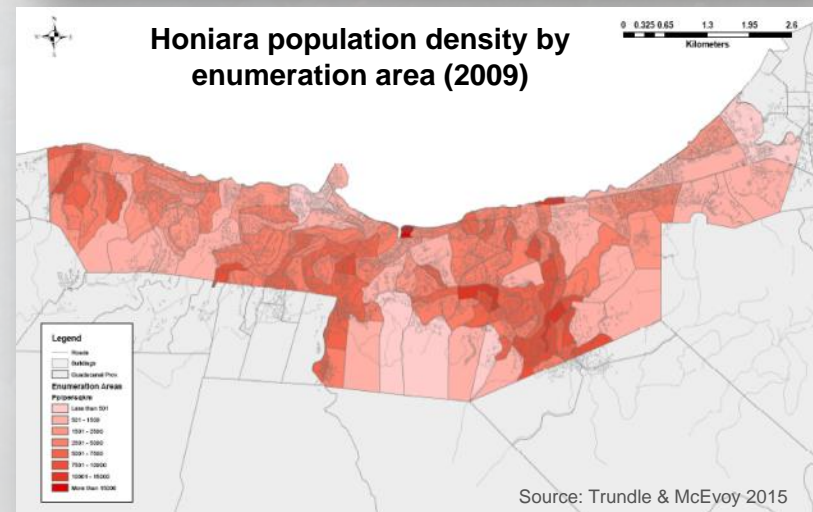 Honiara population density by
enumeration area (2009)
0 0.325 0.65 1.3 1.95 2.6
Kilometers
N
Legend
Roads
Buildings
Guadalcanal Prov.
Enumeration Areas
Less than 501
501 - 1500
1501 - 2500
2501 - 5000
5001 - 7500
7501 - 10000
10001 - 15000
More than 15000
Source: Trundle & McEvoy 2015